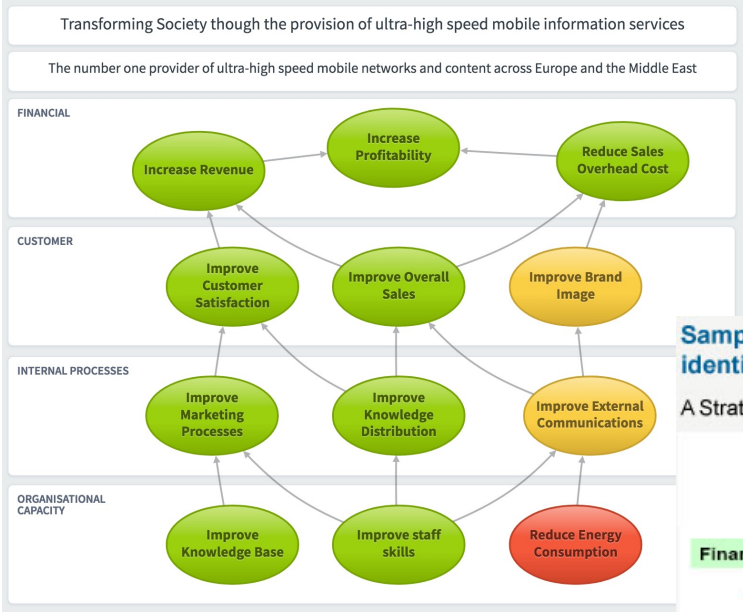 Transforming Society though the provision of ultra-high speed mobile information services
The number one provider of ultra-high speed mobile networks and content across Europe and the Middle East
FINANCIAL
Increase Revenue
Increase
Profitability
Reduce Sales
Overhead Cost
CUSTOMER
Improve
Customer
Satisfaction
Improve Overall
Sales
Improve Brand
Image
INTERNAL PROCESSES
Improve
Marketing
Processes
Improve
Knowledge
Distribution
Improve External
Communications
ORGANISATIONAL
CAPACITY
Improve
Knowledge Base
Improve staff
skills
Reduce Energy
Consumption
Samp
identi
A Strat
Finan